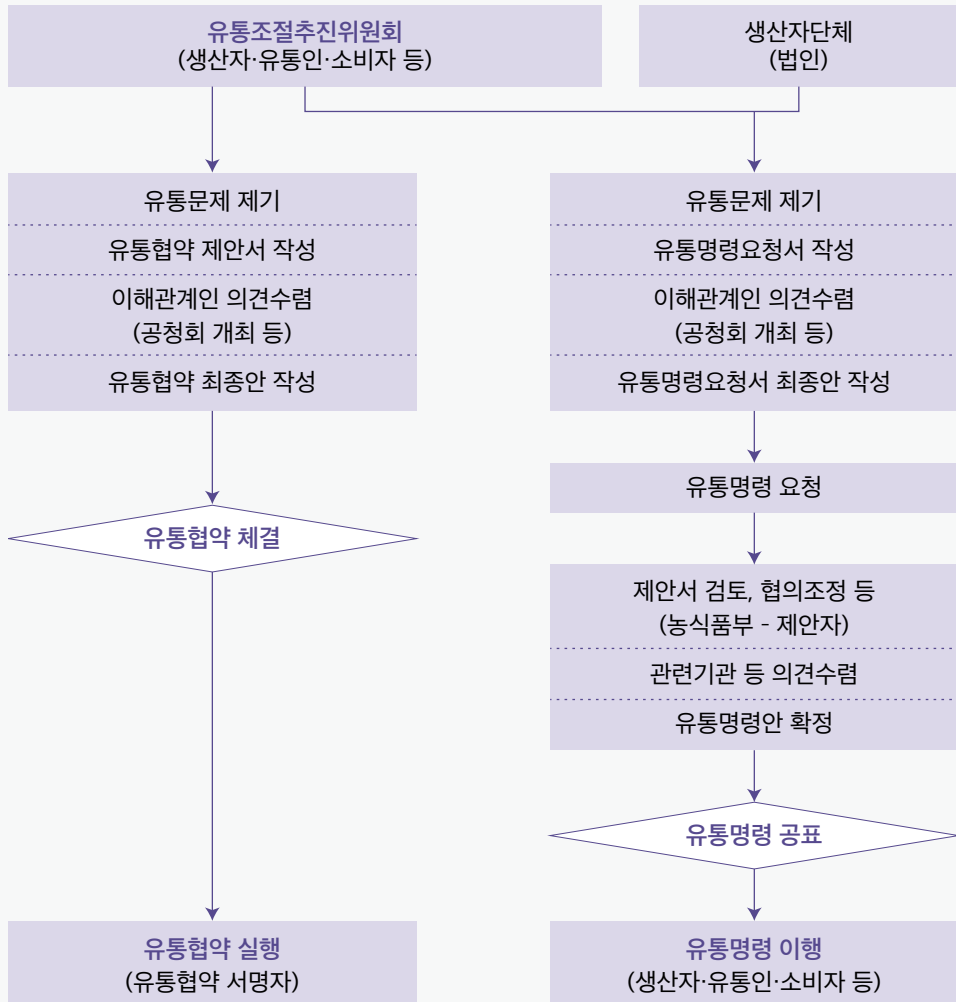 유통조절추진위원회
(생산자·유통인·소비자 등)
생산자단체
(법인)
유통문제 제기
유통협약 제안서 작성
이해관계인 의견수렴
(공청회 개최 등)
유통협약 최종안 작성
유통협약 체결
유통협약 실행
(유통협약 서명자)
유통문제 제기
유통명령요청서 작성
이해관계인 의견수렴
(공청회 개최 등)
유통명령요청서 최종안 작성
유통명령 요청
제안서 검토, 협의조정 등
(농식품부 - 제안자)
관련기관 등 의견수렴
유통명령안 확정
유통명령 공표
유통명령 이행
(생산자·유통인·소비자 등)